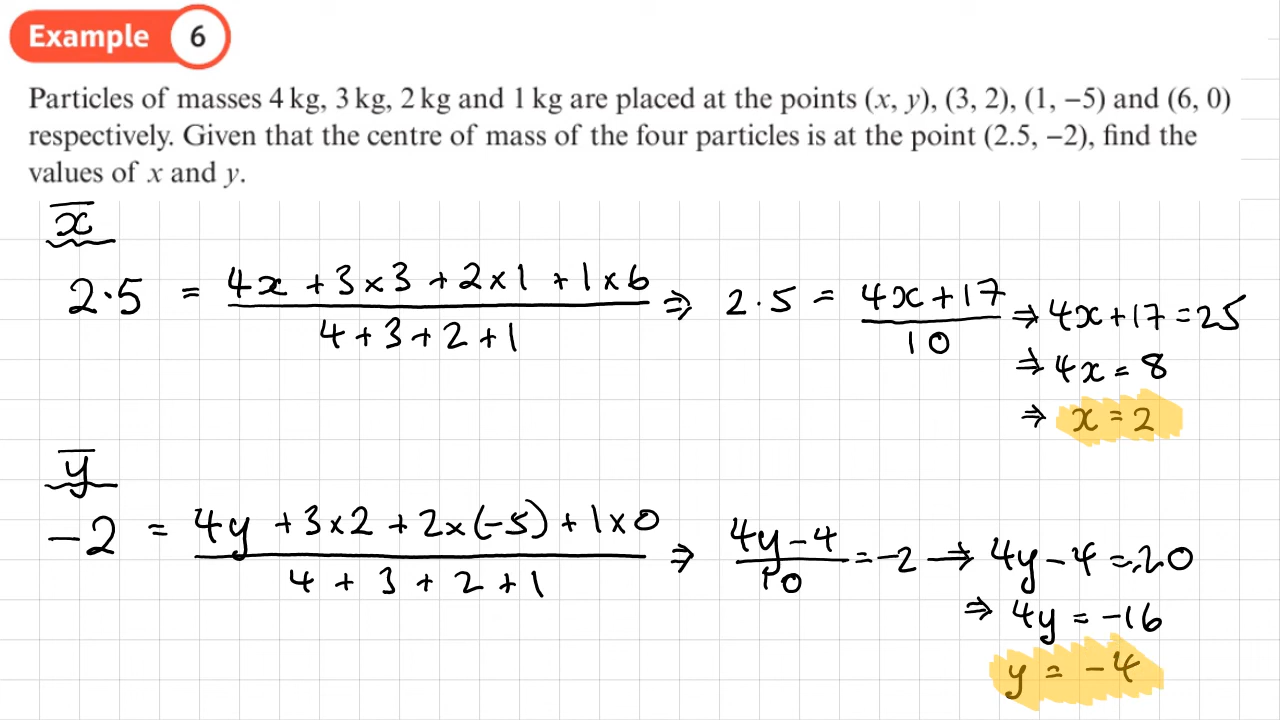 Example 6
Particles of masses 4 kg, 3 kg, 2 kg and 1 kg are placed at the points (x, y), (3, 2), (1, −5) and (6, 0)
respectively. Given that the centre of mass of the four particles is at the point (2.5, −2), find the
values of x and y.
x̄
2.5 = (4x + 3×3 + 2×1 + 1×6)/(4+3+2+1) ⇒ 2.5 = (4x+17)/10 ⇒ 4x+17 = 25
⇒ 4x = 8
⇒ x = 2
ȳ
−2 = (4y + 3×2 + 2×(−5) + 1×0)/(4+3+2+1) ⇒ (4y−4)/10 = −2 ⇒ 4y−4 = −20
⇒ 4y = −16
y = −4